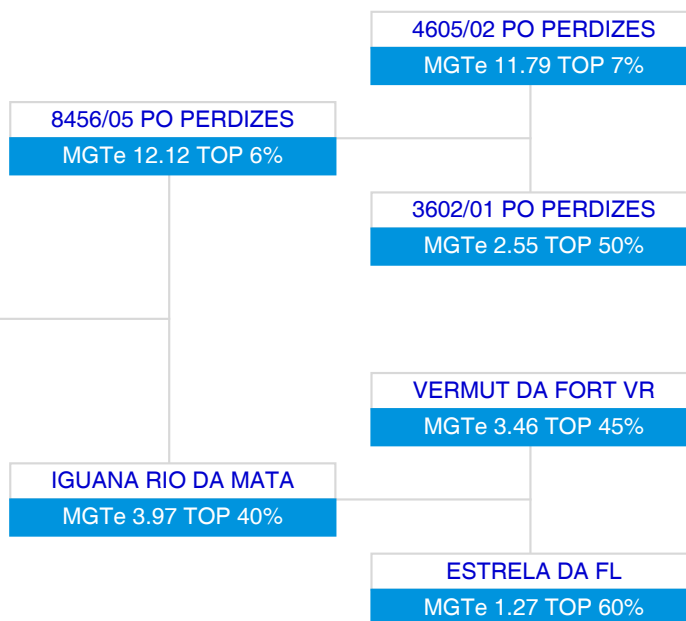 4605/02 PO PERDIZES
MGTe 11.79 TOP 7%
8456/05 PO PERDIZES
MGTe 12.12 TOP 6%
3602/01 PO PERDIZES
MGTe 2.55 TOP 50%
VERMUT DA FORT VR
MGTe 3.46 TOP 45%
IGUANA RIO DA MATA
MGTe 3.97 TOP 40%
ESTRELA DA FL
MGTe 1.27 TOP 60%